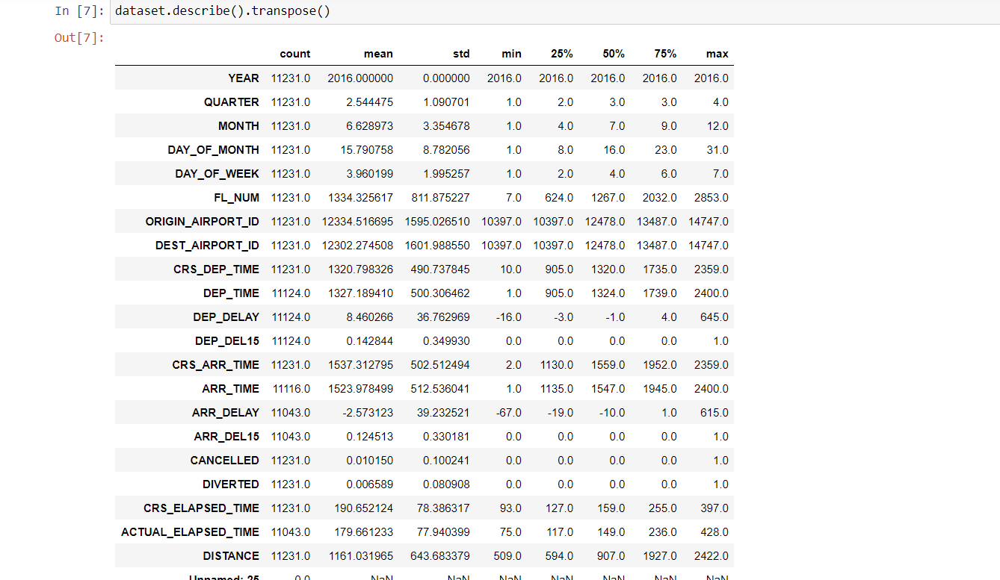 In [7]: dataset.describe().transpose()
Out[7]:
count mean std min 25% 50% 75% max
YEAR 11231.0 2016.000000 0.000000 2016.0 2016.0 2016.0 2016.0 2016.0
QUARTER 11231.0 2.544475 1.090701 1.0 2.0 3.0 3.0 4.0
MONTH 11231.0 6.628973 3.354678 1.0 4.0 7.0 9.0 12.0
DAY_OF_MONTH 11231.0 15.790758 8.782056 1.0 8.0 16.0 23.0 31.0
DAY_OF_WEEK 11231.0 3.960199 1.995257 1.0 2.0 4.0 6.0 7.0
FL_NUM 11231.0 1334.325617 811.875227 7.0 624.0 1267.0 2032.0 2853.0
ORIGIN_AIRPORT_ID 11231.0 12334.516695 1595.026510 10397.0 10397.0 12478.0 13487.0 14747.0
DEST_AIRPORT_ID 11231.0 12302.274508 1601.988550 10397.0 10397.0 12478.0 13487.0 14747.0
CRS_DEP_TIME 11231.0 1320.798326 490.737845 10.0 905.0 1320.0 1735.0 2359.0
DEP_TIME 11124.0 1327.189410 500.306462 1.0 905.0 1324.0 1739.0 2400.0
DEP_DELAY 11124.0 8.460266 36.762969 -16.0 -3.0 -1.0 4.0 645.0
DEP_DEL15 11124.0 0.142844 0.349930 0.0 0.0 0.0 0.0 1.0
CRS_ARR_TIME 11231.0 1537.312795 502.512494 2.0 1130.0 1559.0 1952.0 2359.0
ARR_TIME 11116.0 1523.978499 512.536041 1.0 1135.0 1547.0 1945.0 2400.0
ARR_DELAY 11043.0 -2.573123 39.232521 -67.0 -19.0 -10.0 1.0 615.0
ARR_DEL15 11043.0 0.124513 0.330181 0.0 0.0 0.0 0.0 1.0
CANCELLED 11231.0 0.010150 0.100241 0.0 0.0 0.0 0.0 1.0
DIVERTED 11231.0 0.006589 0.080908 0.0 0.0 0.0 0.0 1.0
CRS_ELAPSED_TIME 11231.0 190.652124 78.386317 93.0 127.0 159.0 255.0 397.0
ACTUAL_ELAPSED_TIME 11043.0 179.661233 77.940399 75.0 117.0 149.0 236.0 428.0
DISTANCE 11231.0 1161.031965 643.683379 509.0 594.0 907.0 1927.0 2422.0
Unnamed: 25 0.0 NaN NaN NaN NaN NaN NaN NaN